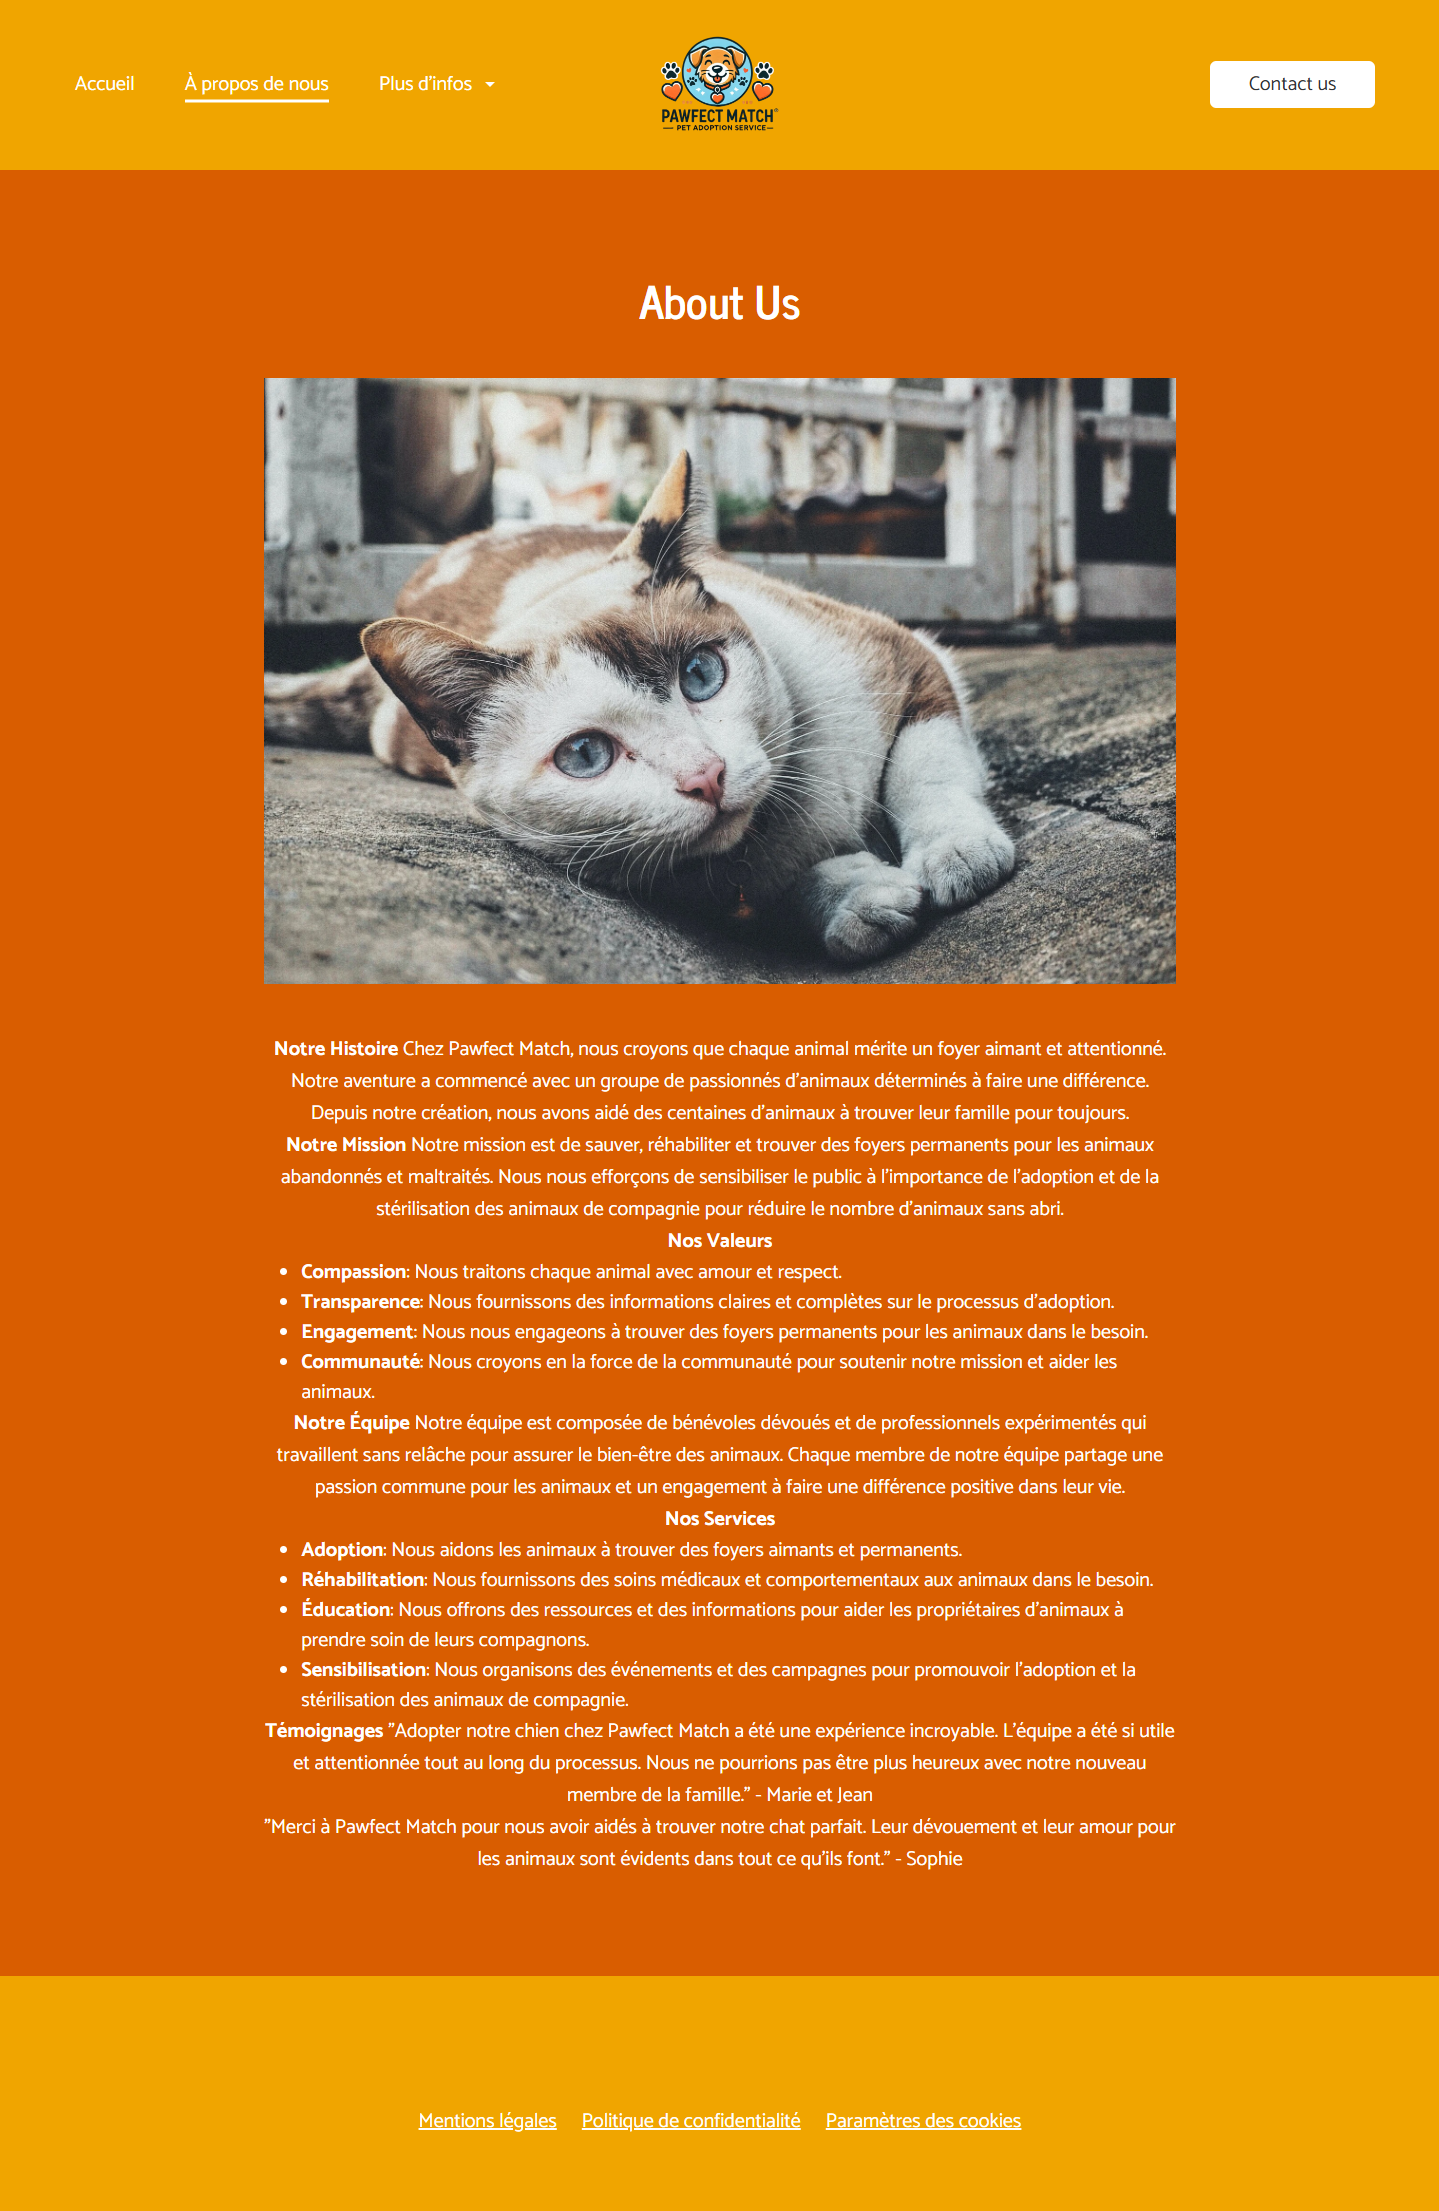 Accueil
À propos de nous
Plus d'infos
PAWFECT MATCH
PET ADOPTION SERVICE
Contact us
About Us
Notre Histoire Chez Pawfect Match, nous croyons que chaque animal mérite un foyer aimant et attentionné.
Notre aventure a commencé avec un groupe de passionnés d'animaux déterminés à faire une différence.
Depuis notre création, nous avons aidé des centaines d'animaux à trouver leur famille pour toujours.
Notre Mission Notre mission est de sauver, réhabiliter et trouver des foyers permanents pour les animaux
abandonnés et maltraités. Nous nous efforçons de sensibiliser le public à l'importance de l'adoption et de la
stérilisation des animaux de compagnie pour réduire le nombre d'animaux sans abri.
Nos Valeurs
• Compassion: Nous traitons chaque animal avec amour et respect.
• Transparence: Nous fournissons des informations claires et complètes sur le processus d'adoption.
• Engagement: Nous nous engageons à trouver des foyers permanents pour les animaux dans le besoin.
• Communauté: Nous croyons en la force de la communauté pour soutenir notre mission et aider les
animaux.
Notre Équipe Notre équipe est composée de bénévoles dévoués et de professionnels expérimentés qui
travaillent sans relâche pour assurer le bien-être des animaux. Chaque membre de notre équipe partage une
passion commune pour les animaux et un engagement à faire une différence positive dans leur vie.
Nos Services
• Adoption: Nous aidons les animaux à trouver des foyers aimants et permanents.
• Réhabilitation: Nous fournissons des soins médicaux et comportementaux aux animaux dans le besoin.
• Éducation: Nous offrons des ressources et des informations pour aider les propriétaires d'animaux à
prendre soin de leurs compagnons.
• Sensibilisation: Nous organisons des événements et des campagnes pour promouvoir l'adoption et la
stérilisation des animaux de compagnie.
Témoignages "Adopter notre chien chez Pawfect Match a été une expérience incroyable. L'équipe a été si utile
et attentionnée tout au long du processus. Nous ne pourrions pas être plus heureux avec notre nouveau
membre de la famille." - Marie et Jean
"Merci à Pawfect Match pour nous avoir aidés à trouver notre chat parfait. Leur dévouement et leur amour pour
les animaux sont évidents dans tout ce qu'ils font." - Sophie
Mentions légales
Politique de confidentialité
Paramètres des cookies